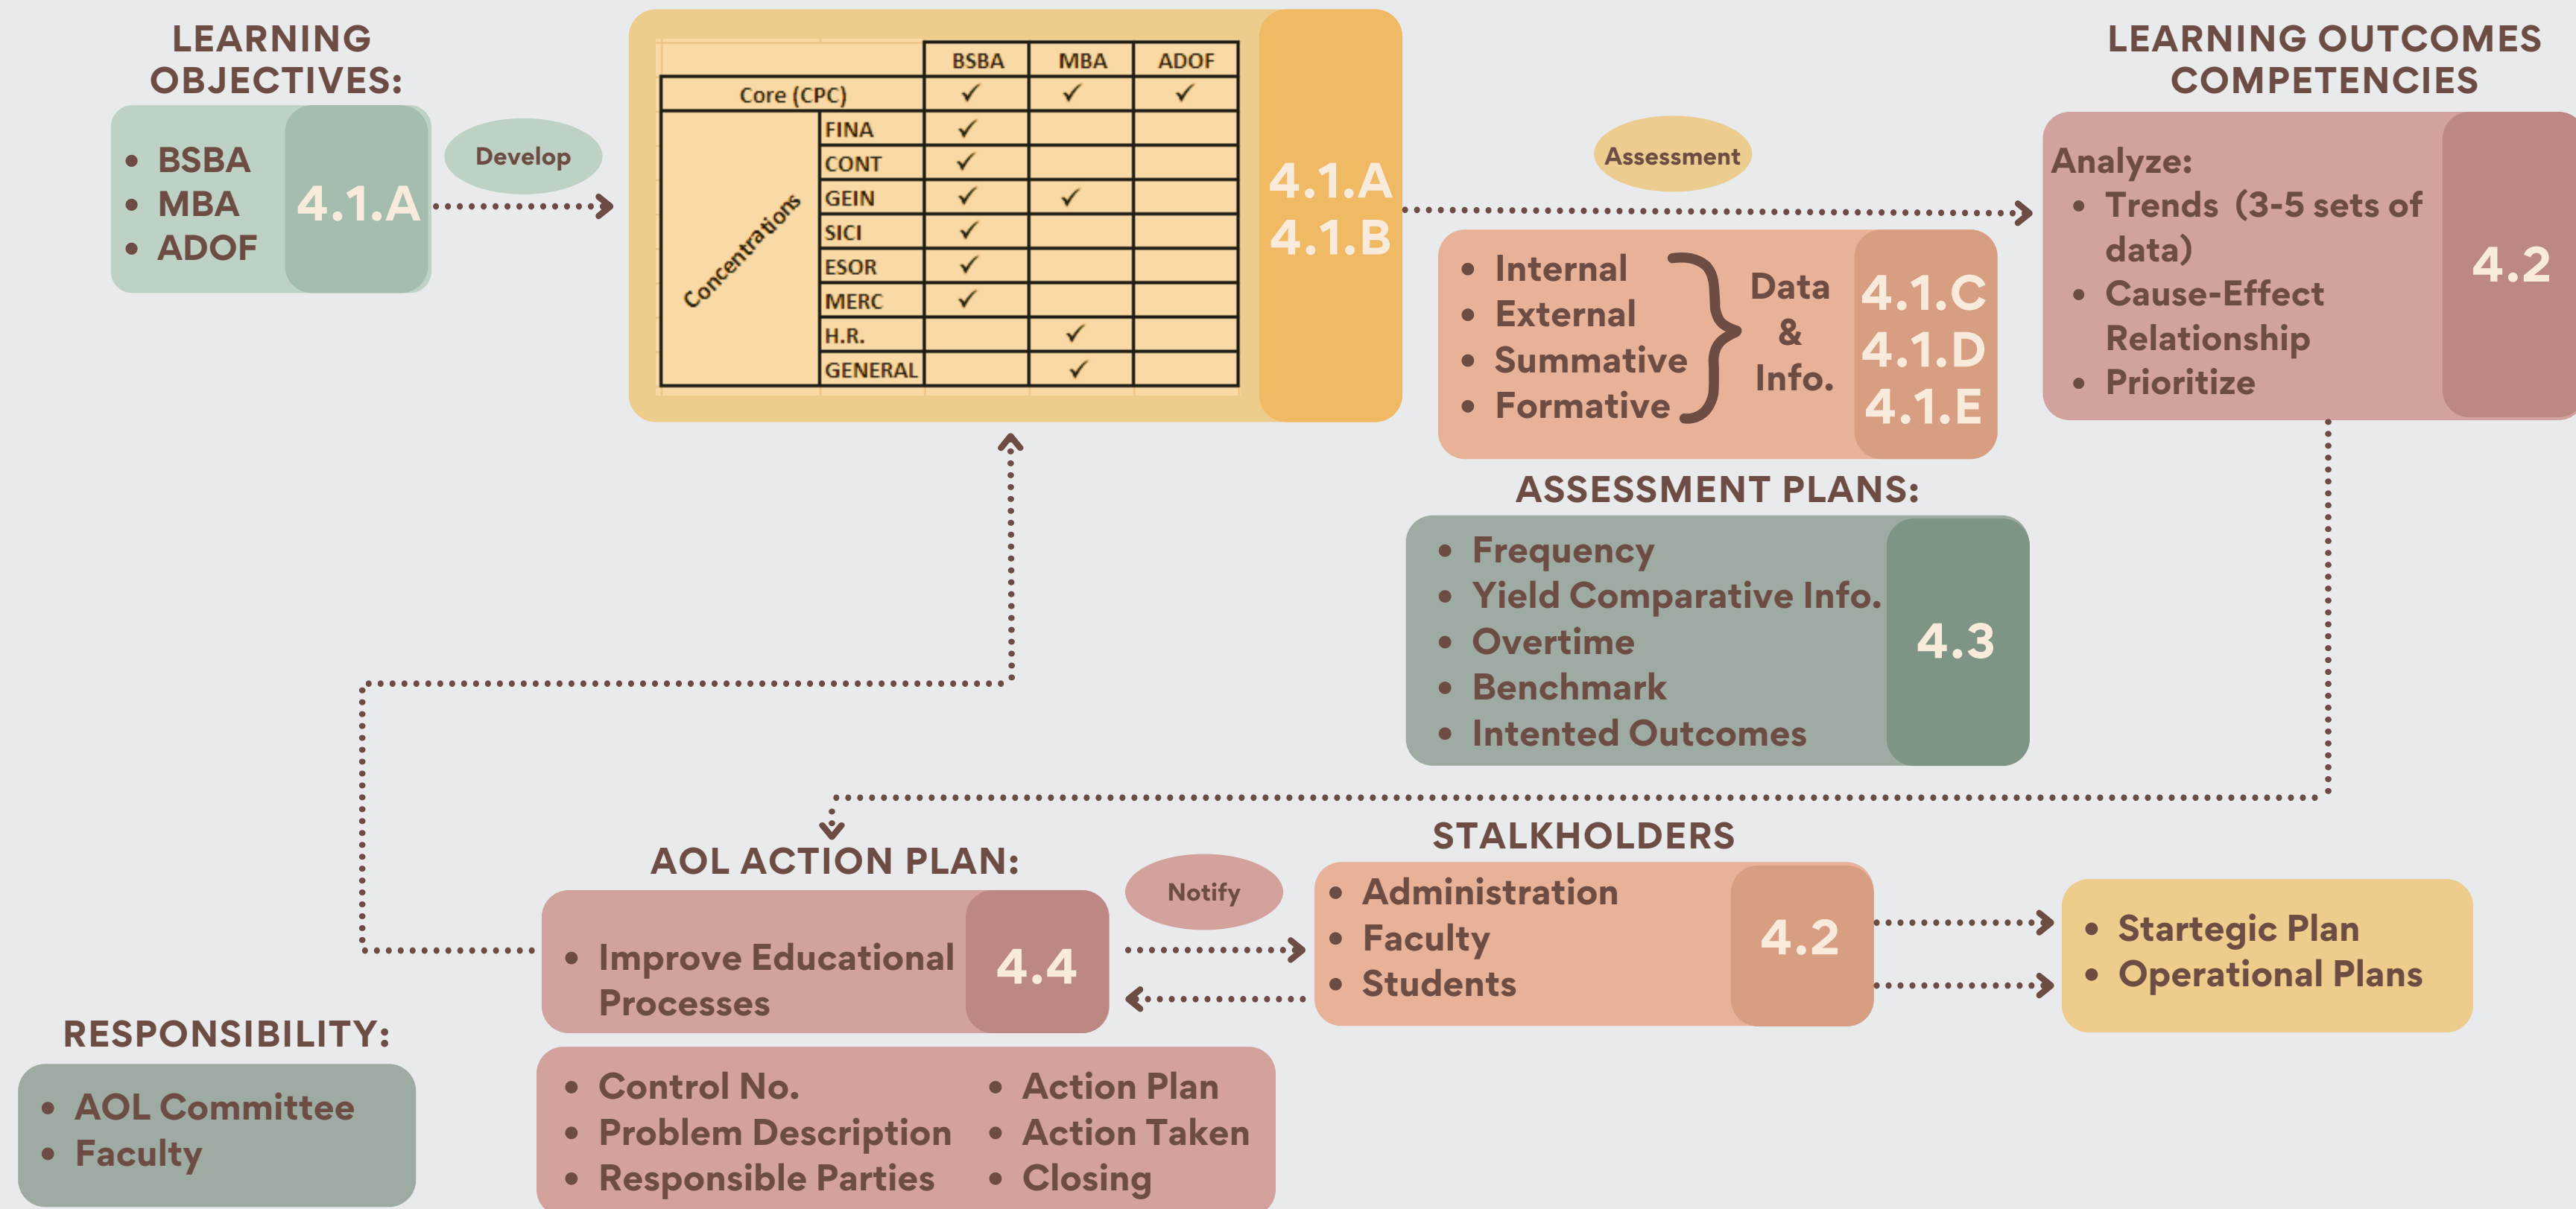 LEARNING
OBJECTIVES:
• BSBA
• MBA
• ADOF
4.1.A
Develop
BSBA MBA ADOF
Core (CPC) ✓ ✓ ✓
Concentrations
FINA ✓
CONT ✓
GEIN ✓ ✓
SICI ✓
ESOR ✓
MERC ✓
H.R. ✓
GENERAL ✓
4.1.A
4.1.B
Assessment
• Internal
• External
• Summative
• Formative
Data
&
Info.
4.1.C
4.1.D
4.1.E
LEARNING OUTCOMES
COMPETENCIES
Analyze:
• Trends (3-5 sets of
data)
• Cause-Effect
Relationship
• Prioritize
4.2
ASSESSMENT PLANS:
• Frequency
• Yield Comparative Info.
• Overtime
• Benchmark
• Intented Outcomes
4.3
AOL ACTION PLAN:
• Improve Educational
Processes
4.4
Notify
STALKHOLDERS
• Administration
• Faculty
• Students
4.2
• Startegic Plan
• Operational Plans
RESPONSIBILITY:
• AOL Committee
• Faculty
• Control No.
• Problem Description
• Responsible Parties
• Action Plan
• Action Taken
• Closing